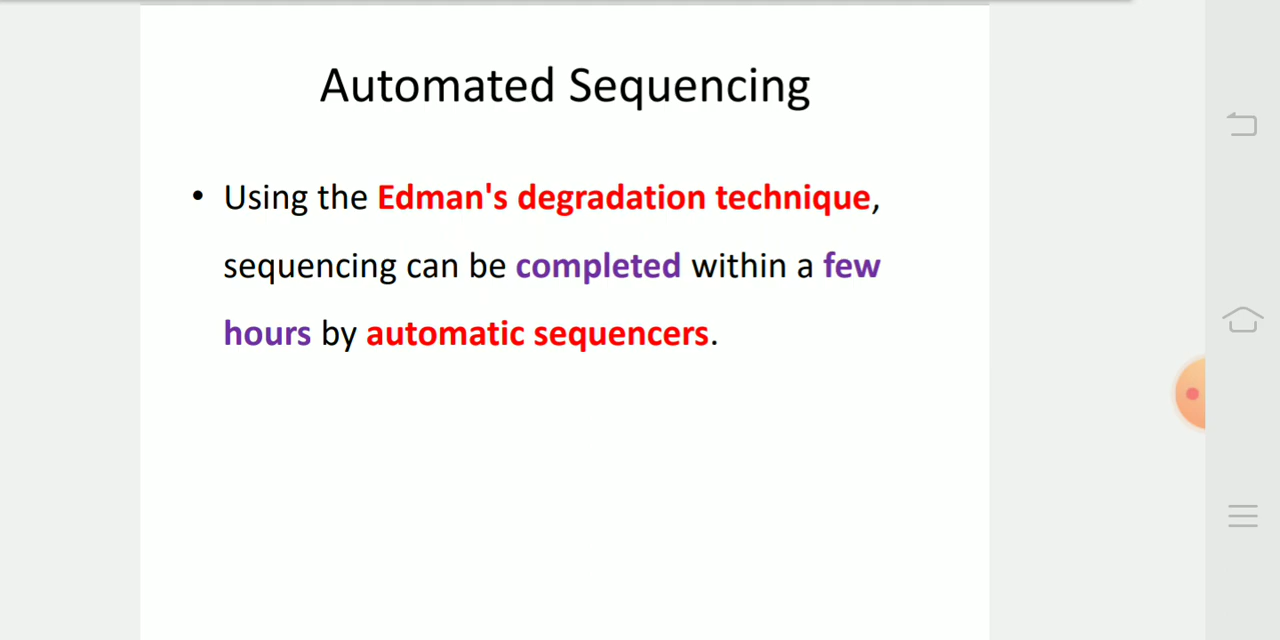 Automated Sequencing
• Using the Edman's degradation technique,
sequencing can be completed within a few
hours by automatic sequencers.